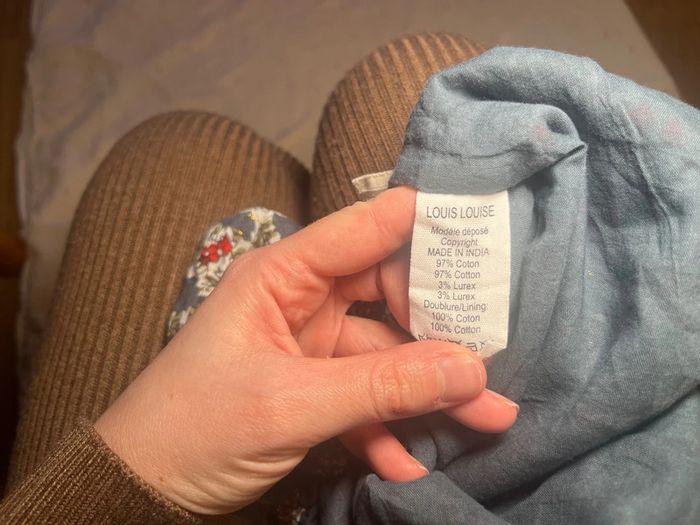 LOUIS LOUISE
Modèle déposé
Copyright
MADE IN INDIA
97% Coton
97% Cotton
3% Lurex
3% Lurex
Doublure/Lining:
100% Coton
100% Cotton